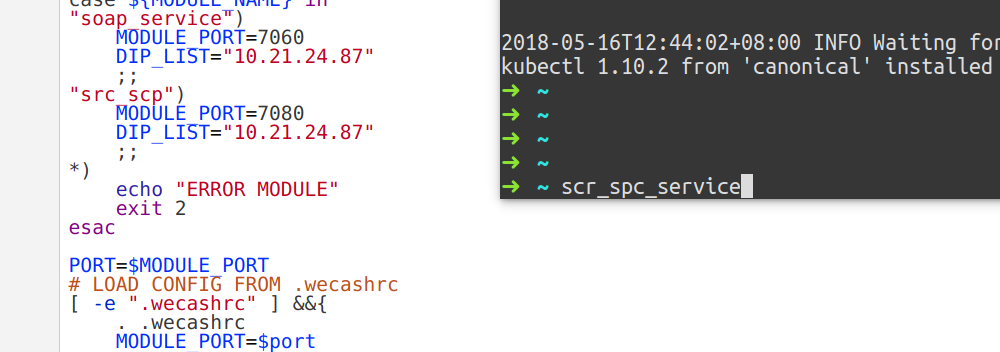 case ${MODULE_NAME} in
"soap_service")
    MODULE_PORT=7060
    DIP_LIST="10.21.24.87"
    ;;
"src_scp")
    MODULE_PORT=7080
    DIP_LIST="10.21.24.87"
    ;;
*)
    echo "ERROR MODULE"
    exit 2
esac
PORT=$MODULE_PORT
# LOAD CONFIG FROM .wecashrc
[ -e ".wecashrc" ] &&{
    . .wecashrc
    MODULE_PORT=$port
2018-05-16T12:44:02+08:00 INFO Waiting for
kubectl 1.10.2 from 'canonical' installed
➜ ~
➜ ~
➜ ~
➜ ~
➜ ~ scr_spc_service